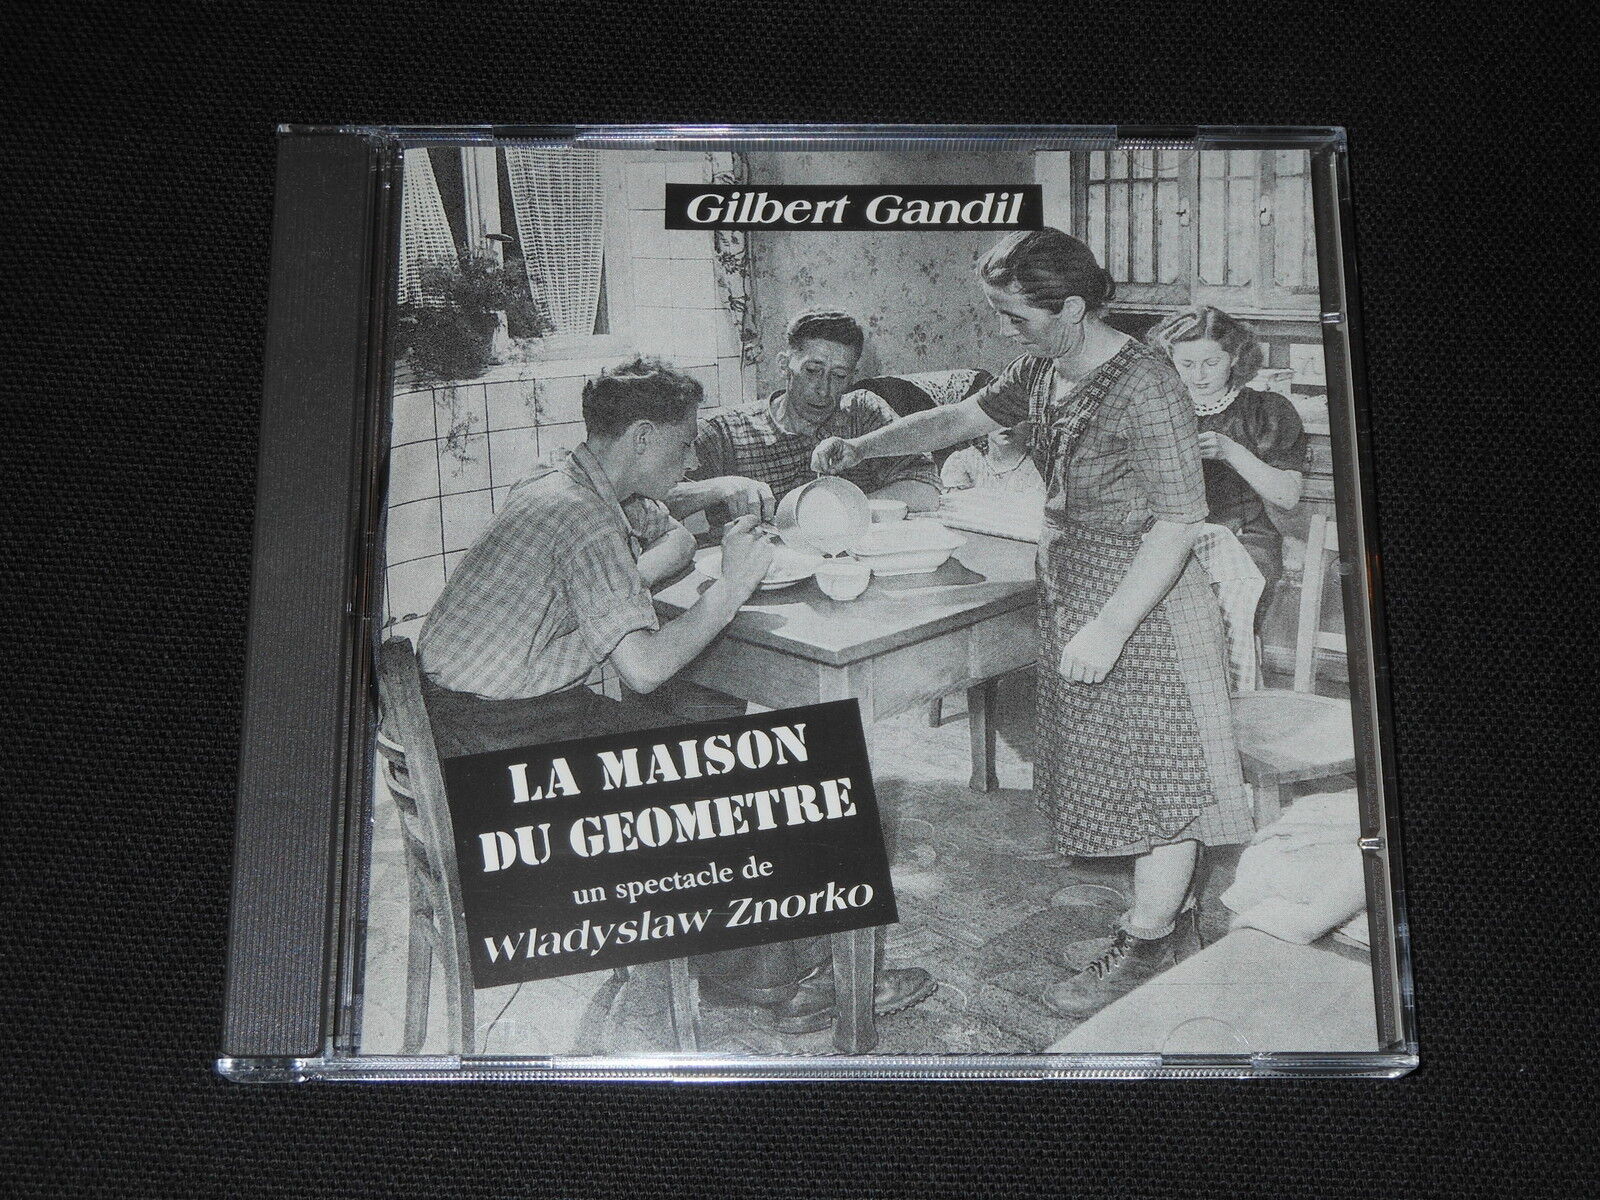 Gilbert Gandil
LA MAISON
DU GEOMETRE
un spectacle de
Wladyslaw Znorko